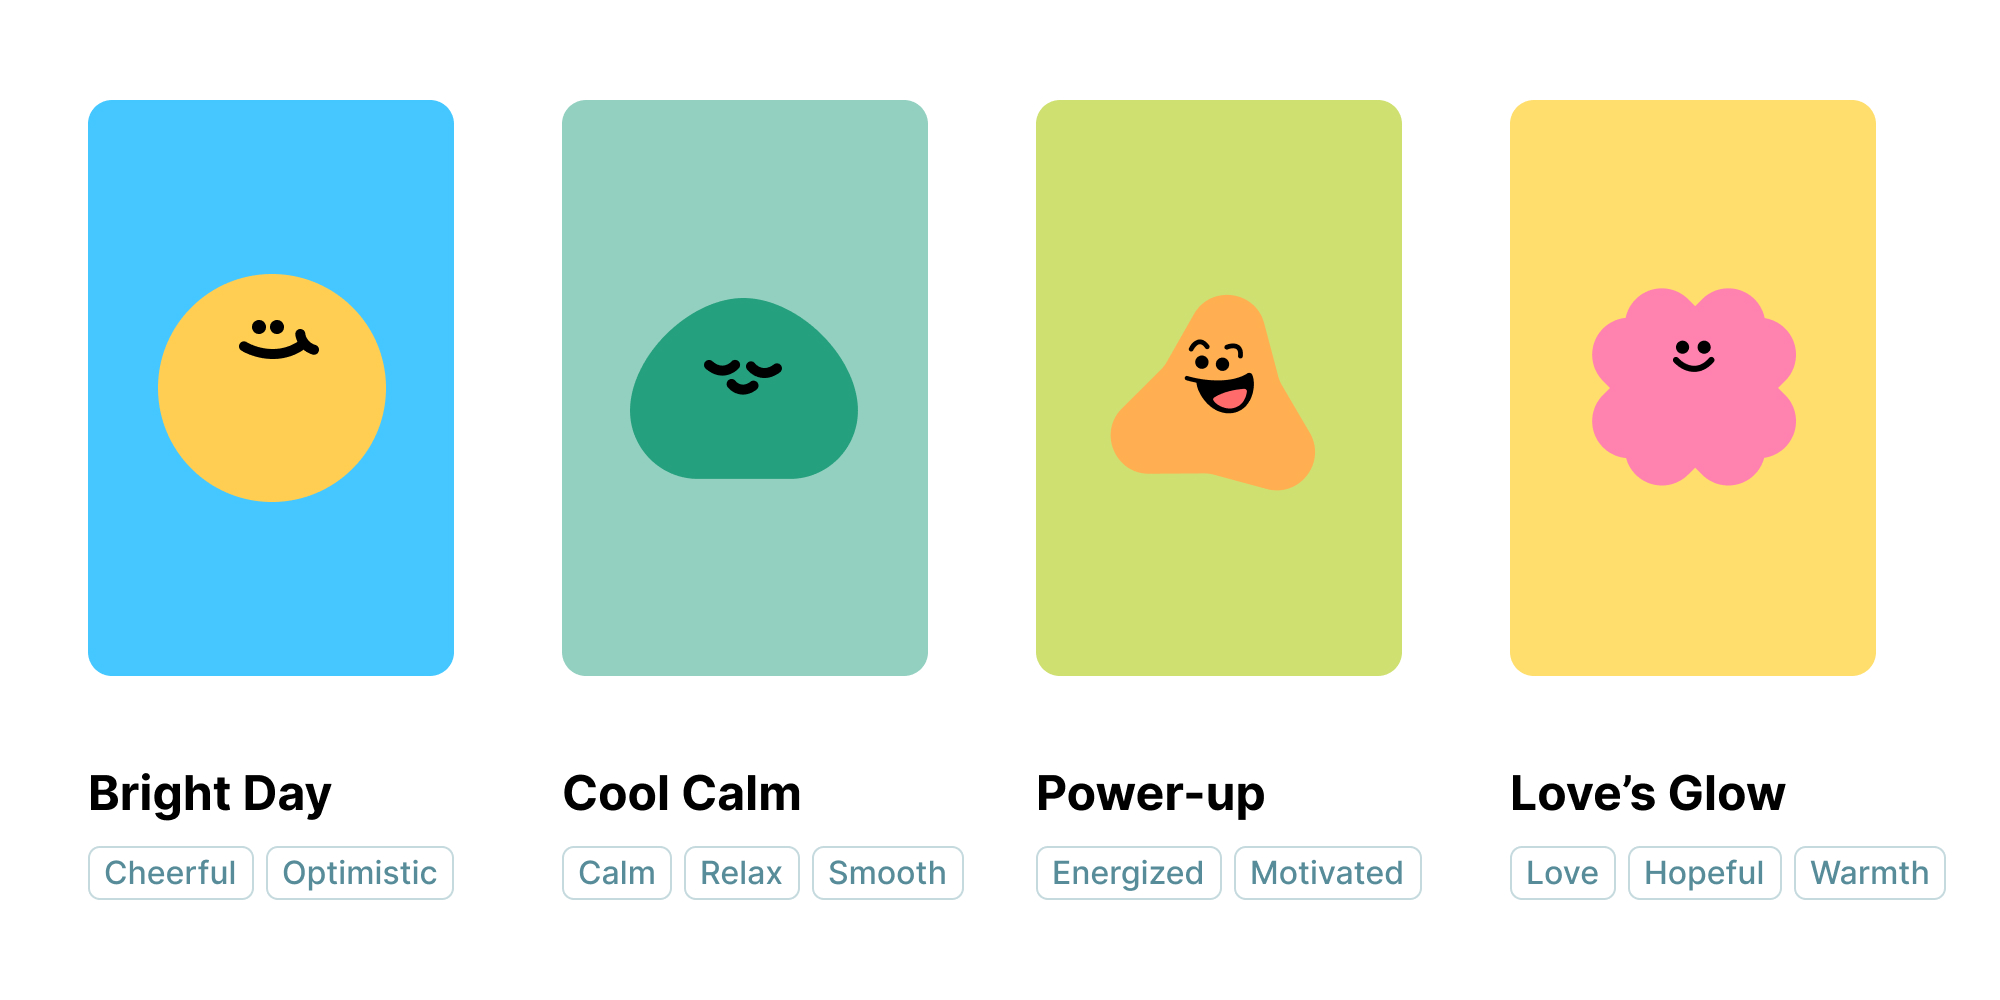 Bright Day
Cheerful Optimistic
Cool Calm
Calm Relax Smooth
Power-up
Energized Motivated
Love’s Glow
Love Hopeful Warmth